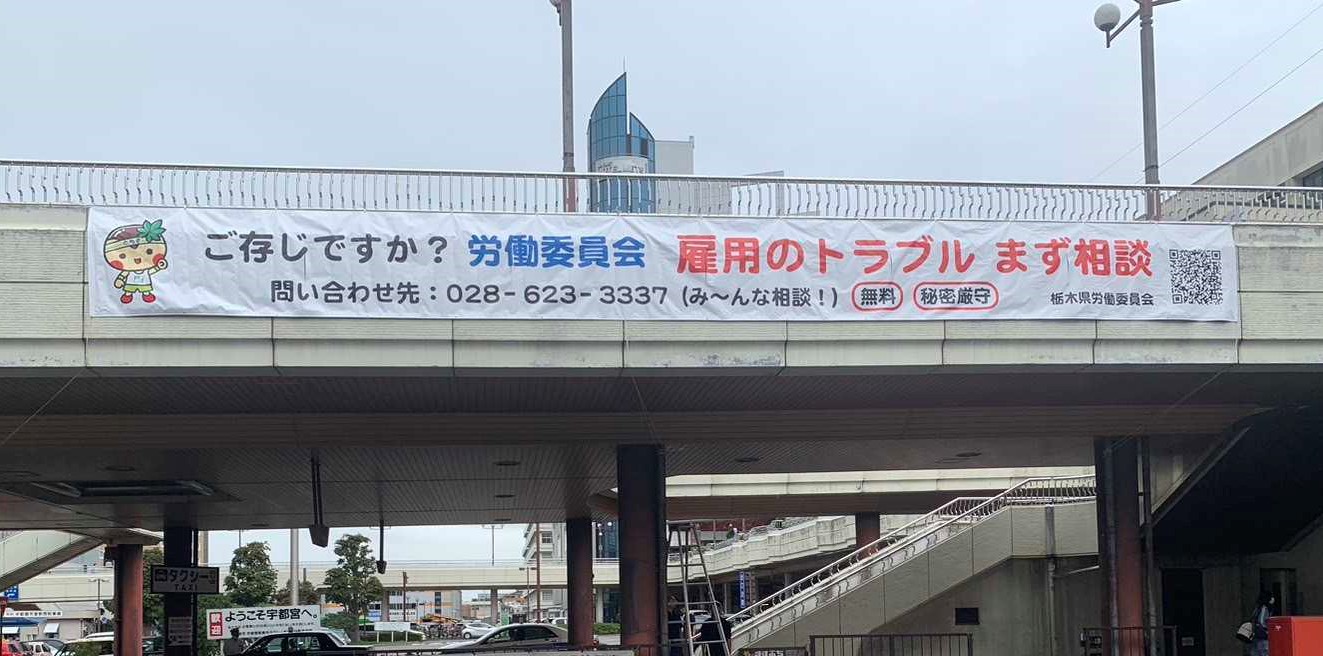 ご存じですか？ 労働委員会 雇用のトラブル まず相談
問い合わせ先：028-623-3337 (み～んな相談！) 無料 秘密厳守 栃木県労働委員会
タクシー
TAXI
歓迎 ようこそ宇都宮へ。